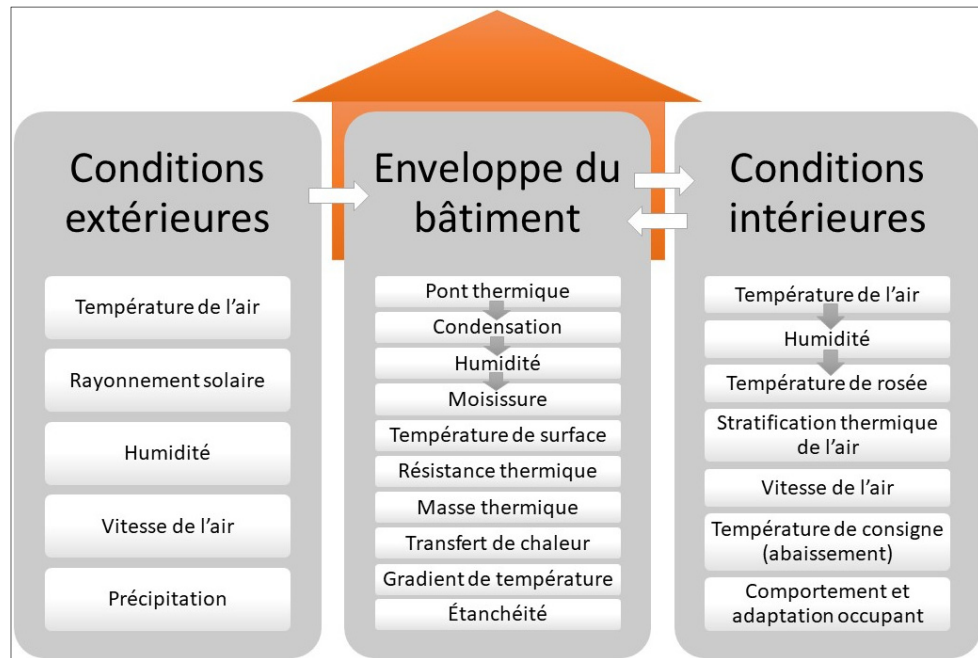 Conditions
extérieures
Température de l'air
Rayonnement solaire
Humidité
Vitesse de l'air
Précipitation
Enveloppe du
bâtiment
Pont thermique
Condensation
Humidité
Moisissure
Température de surface
Résistance thermique
Masse thermique
Transfert de chaleur
Gradient de température
Étanchéité
Conditions
intérieures
Température de l'air
Humidité
Température de rosée
Stratification thermique
de l'air
Vitesse de l'air
Température de consigne
(abaissement)
Comportement et
adaptation occupant